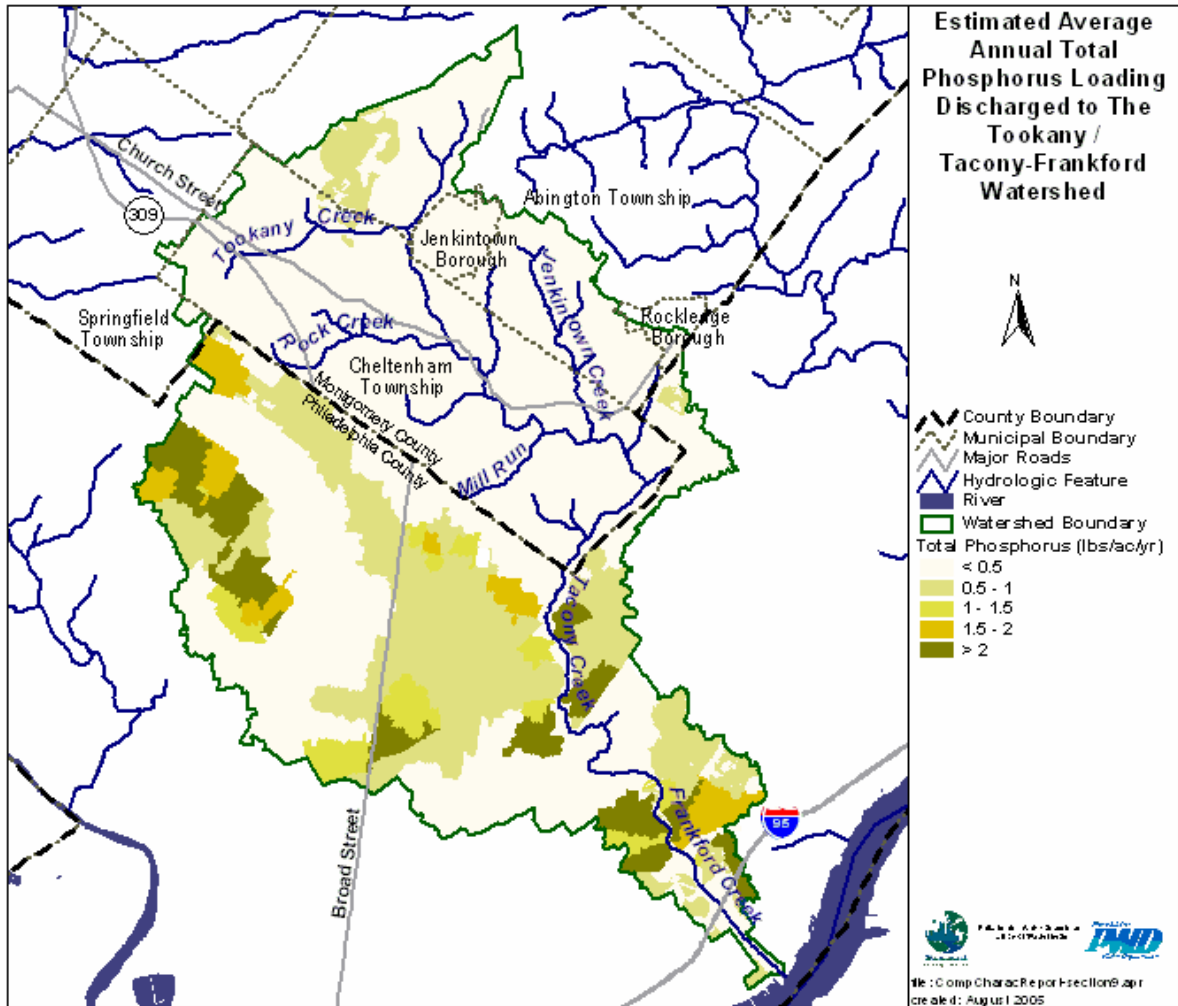 Estimated Average
Annual Total
Phosphorus Loading
Discharged to The
Tookany /
Tacony-Frankford
Watershed
N
County Boundary
Municipal Boundary
Major Roads
Hydrologic Feature
River
Watershed Boundary
Total Phosphorus (lbs/ac/yr)
< 0.5
0.5 - 1
1 - 1.5
1.5 - 2
> 2
Church Street
309
Tookany Creek
Abington Township
Jenkintown
Borough
Jenkintown Creek
Rockledge
Borough
Springfield
Township
Rock Creek
Cheltenham
Township
Montgomery County
Philadelphia County
Mill Run
Tacony Creek
Broad Street
Frankford Creek
95
PWD
file: CompCharacReport-section9.apr
created: August 2005